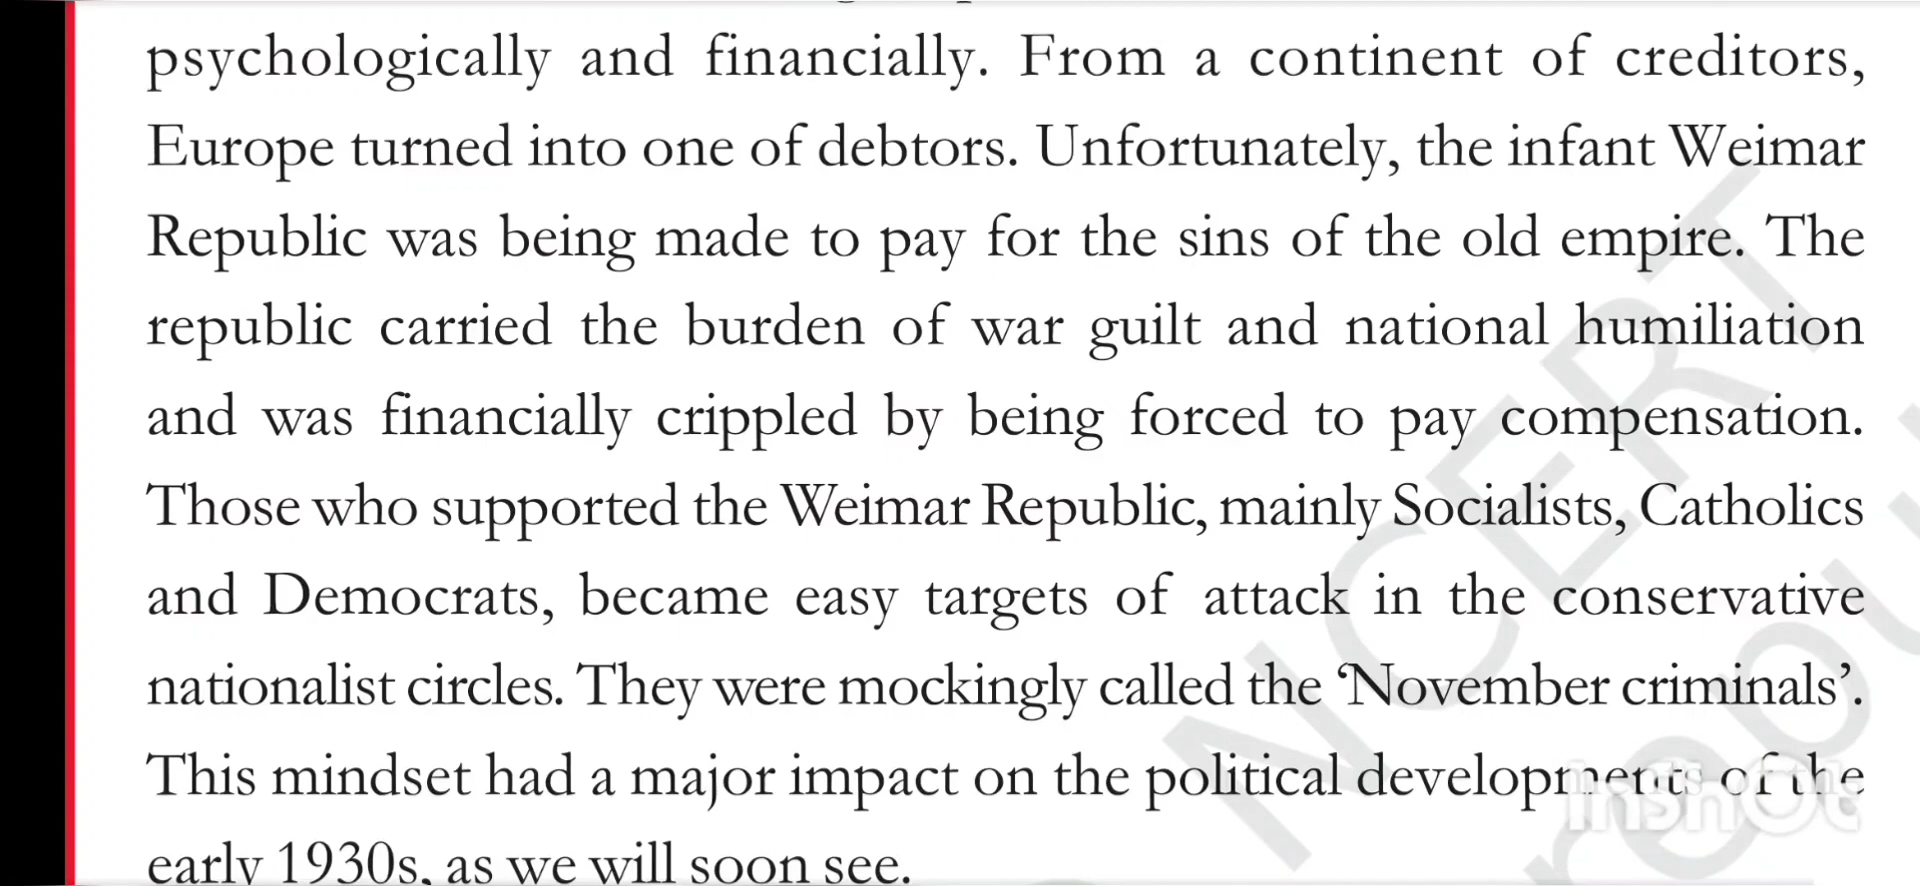 psychologically and financially. From a continent of creditors,
Europe turned into one of debtors. Unfortunately, the infant Weimar
Republic was being made to pay for the sins of the old empire. The
republic carried the burden of war guilt and national humiliation
and was financially crippled by being forced to pay compensation.
Those who supported the Weimar Republic, mainly Socialists, Catholics
and Democrats, became easy targets of attack in the conservative
nationalist circles. They were mockingly called the ‘November criminals’.
This mindset had a major impact on the political developments of the
early 1930s, as we will soon see.
NCERT
InShOt